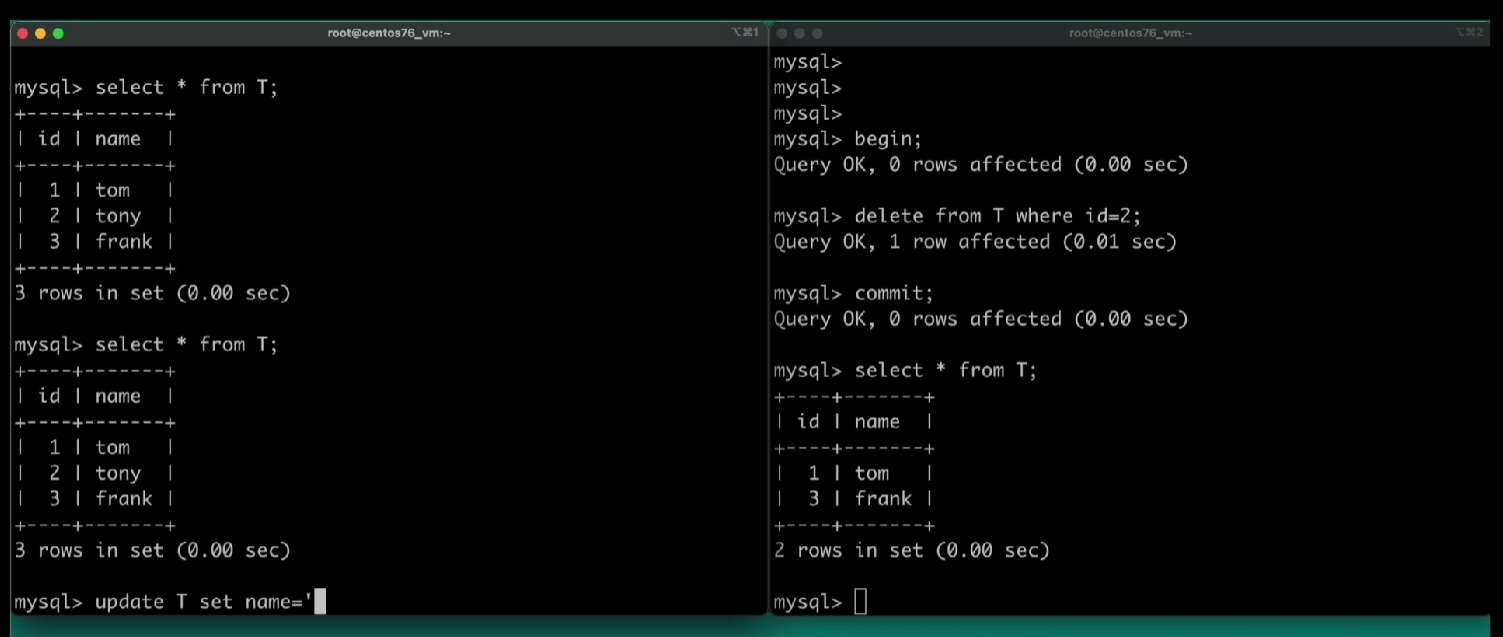 root@centos76_vm:~ ⌥⌘1
mysql> select * from T;
+----+-------+
| id | name  |
+----+-------+
|  1 | tom   |
|  2 | tony  |
|  3 | frank |
+----+-------+
3 rows in set (0.00 sec)
mysql> select * from T;
+----+-------+
| id | name  |
+----+-------+
|  1 | tom   |
|  2 | tony  |
|  3 | frank |
+----+-------+
3 rows in set (0.00 sec)
mysql> update T set name='
root@centos76_vm:~ ⌥⌘2
mysql>
mysql>
mysql>
mysql> begin;
Query OK, 0 rows affected (0.00 sec)
mysql> delete from T where id=2;
Query OK, 1 row affected (0.01 sec)
mysql> commit;
Query OK, 0 rows affected (0.00 sec)
mysql> select * from T;
+----+-------+
| id | name  |
+----+-------+
|  1 | tom   |
|  3 | frank |
+----+-------+
2 rows in set (0.00 sec)
mysql>